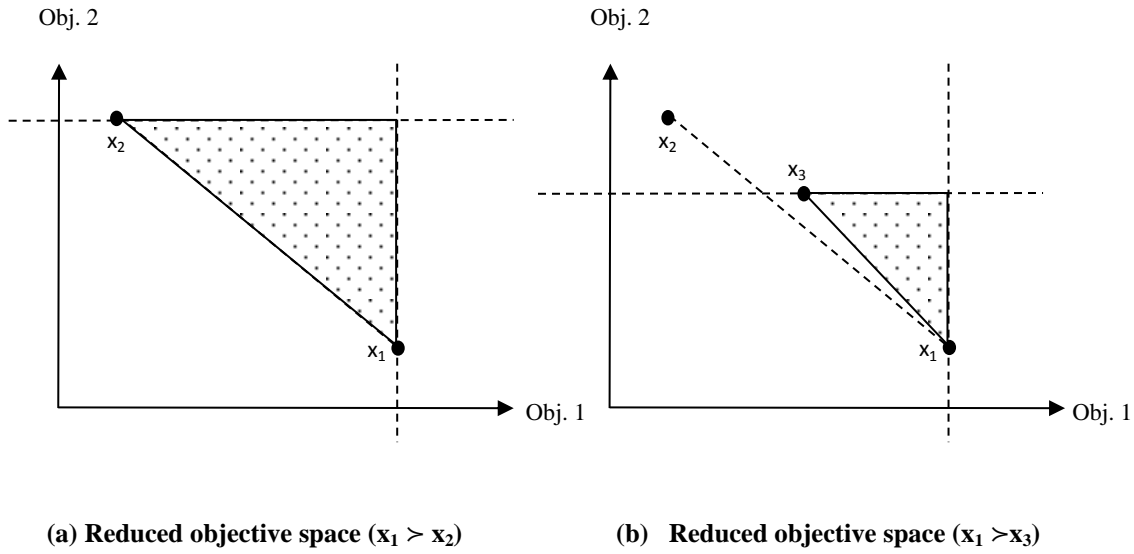 Obj. 2
x₂
x₁
Obj. 1
(a) Reduced objective space (x₁ ≻ x₂)
Obj. 2
x₂
x₃
x₁
Obj. 1
(b) Reduced objective space (x₁ ≻x₃)